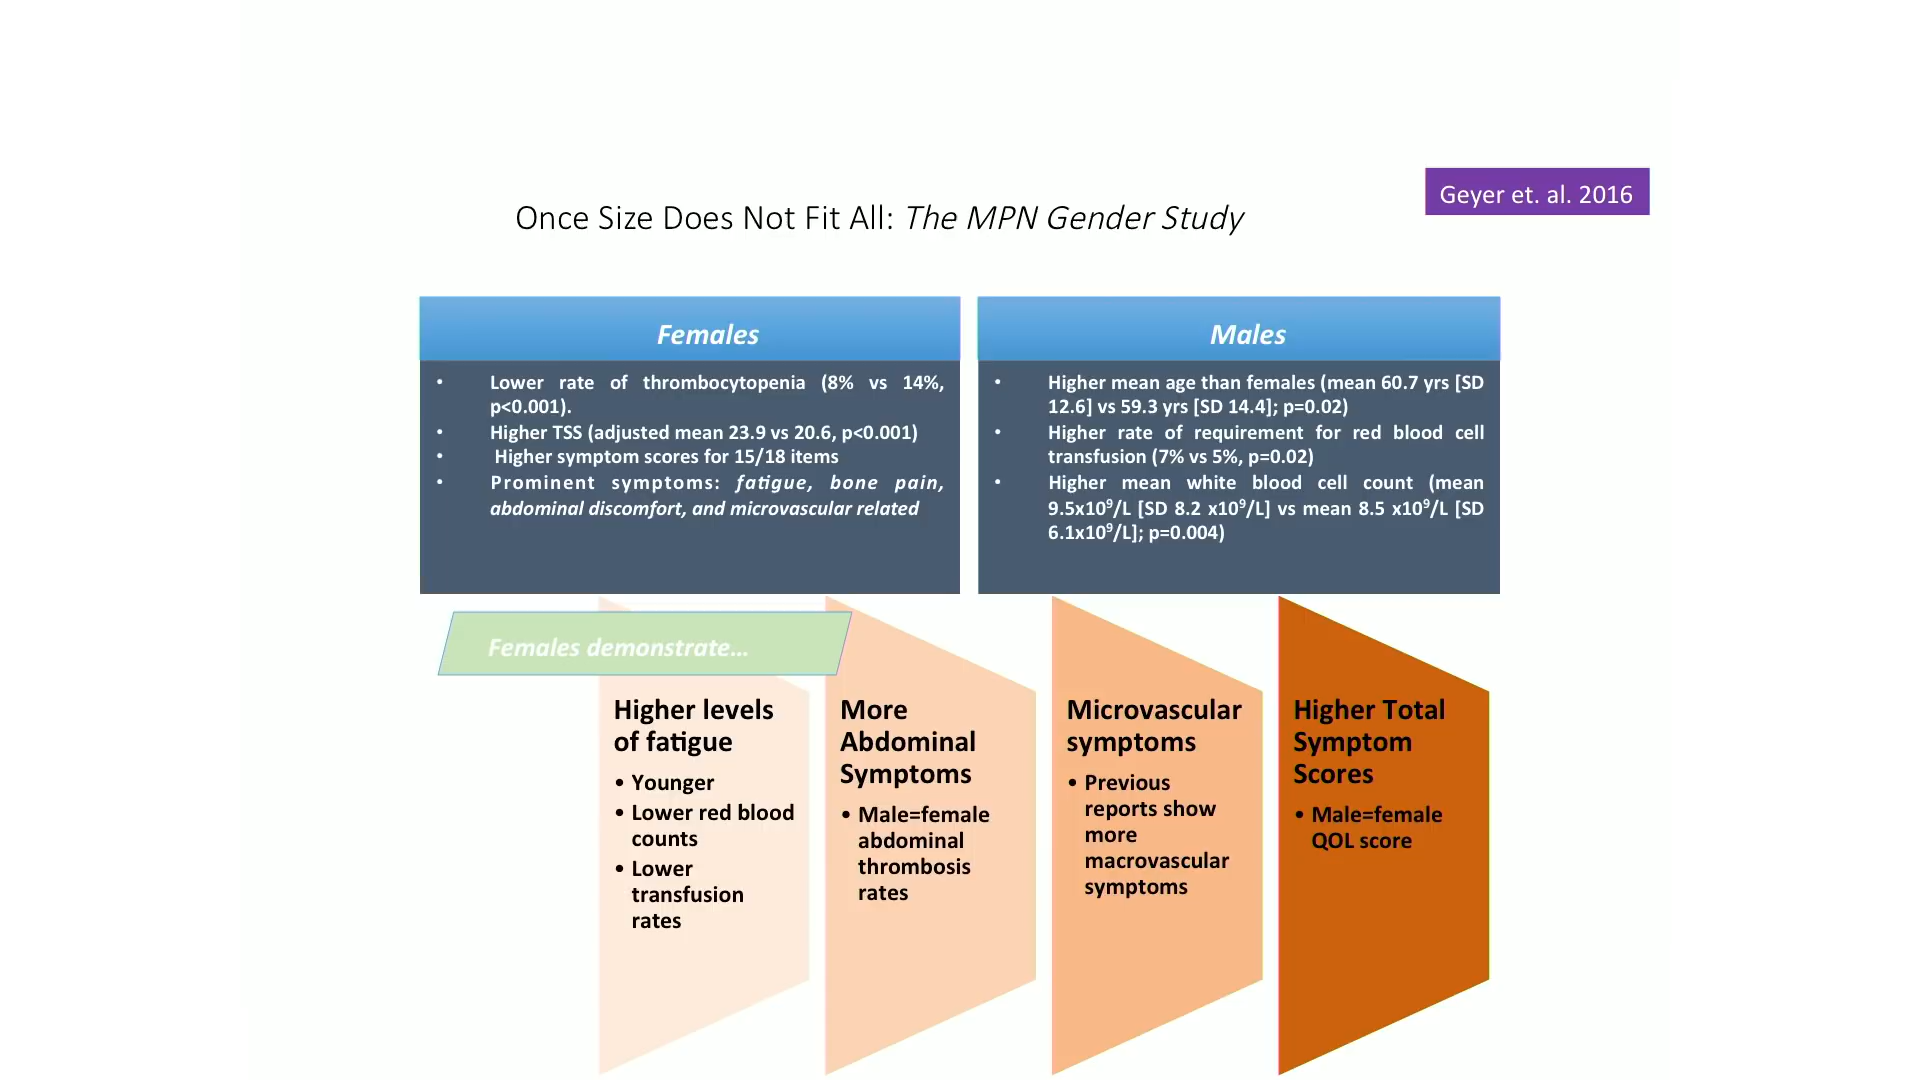 Geyer et. al. 2016
Once Size Does Not Fit All: The MPN Gender Study
Females
• Lower rate of thrombocytopenia (8% vs 14%,
p<0.001).
• Higher TSS (adjusted mean 23.9 vs 20.6, p<0.001)
• Higher symptom scores for 15/18 items
• Prominent symptoms: fatigue, bone pain,
abdominal discomfort, and microvascular related
Males
• Higher mean age than females (mean 60.7 yrs [SD
12.6] vs 59.3 yrs [SD 14.4]; p=0.02)
• Higher rate of requirement for red blood cell
transfusion (7% vs 5%, p=0.02)
• Higher mean white blood cell count (mean
9.5x10⁹/L [SD 8.2 x10⁹/L] vs mean 8.5 x10⁹/L [SD
6.1x10⁹/L]; p=0.004)
Females demonstrate…
Higher levels
of fatigue
• Younger
• Lower red blood
counts
• Lower
transfusion
rates
More
Abdominal
Symptoms
• Male=female
abdominal
thrombosis
rates
Microvascular
symptoms
• Previous
reports show
more
macrovascular
symptoms
Higher Total
Symptom
Scores
• Male=female
QOL score